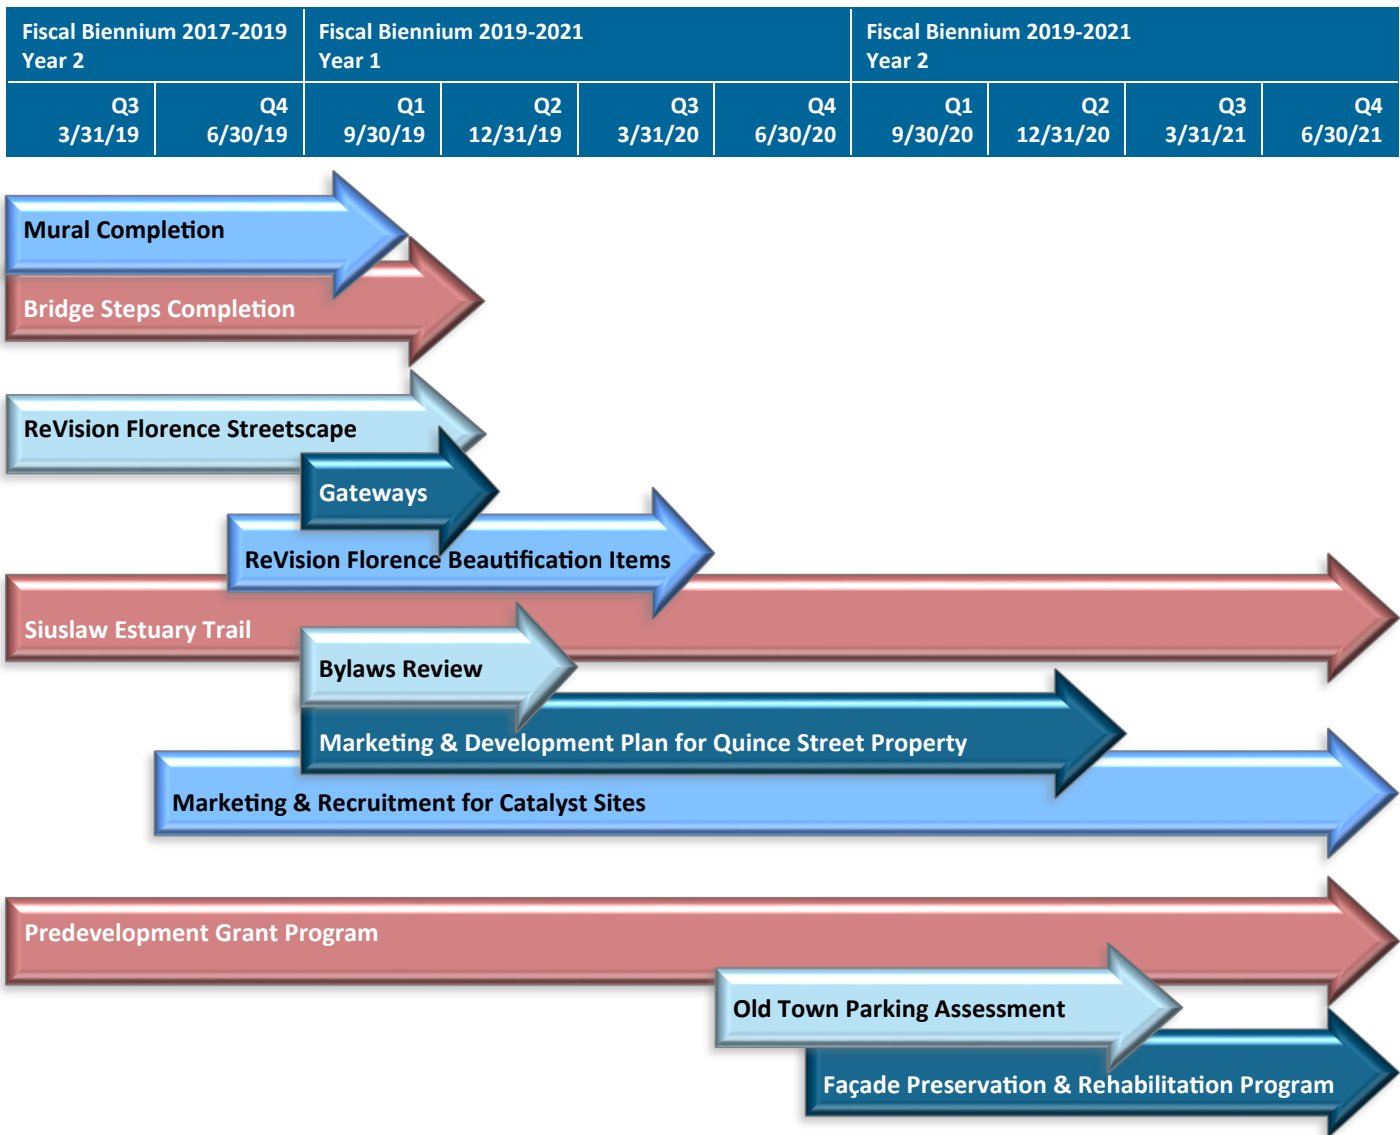 Fiscal Biennium 2017-2019
Year 2
Fiscal Biennium 2019-2021
Year 1
Fiscal Biennium 2019-2021
Year 2
Q3
3/31/19
Q4
6/30/19
Q1
9/30/19
Q2
12/31/19
Q3
3/31/20
Q4
6/30/20
Q1
9/30/20
Q2
12/31/20
Q3
3/31/21
Q4
6/30/21
Mural Completion
Bridge Steps Completion
ReVision Florence Streetscape
Gateways
ReVision Florence Beautification Items
Siuslaw Estuary Trail
Bylaws Review
Marketing & Development Plan for Quince Street Property
Marketing & Recruitment for Catalyst Sites
Predevelopment Grant Program
Old Town Parking Assessment
Façade Preservation & Rehabilitation Program